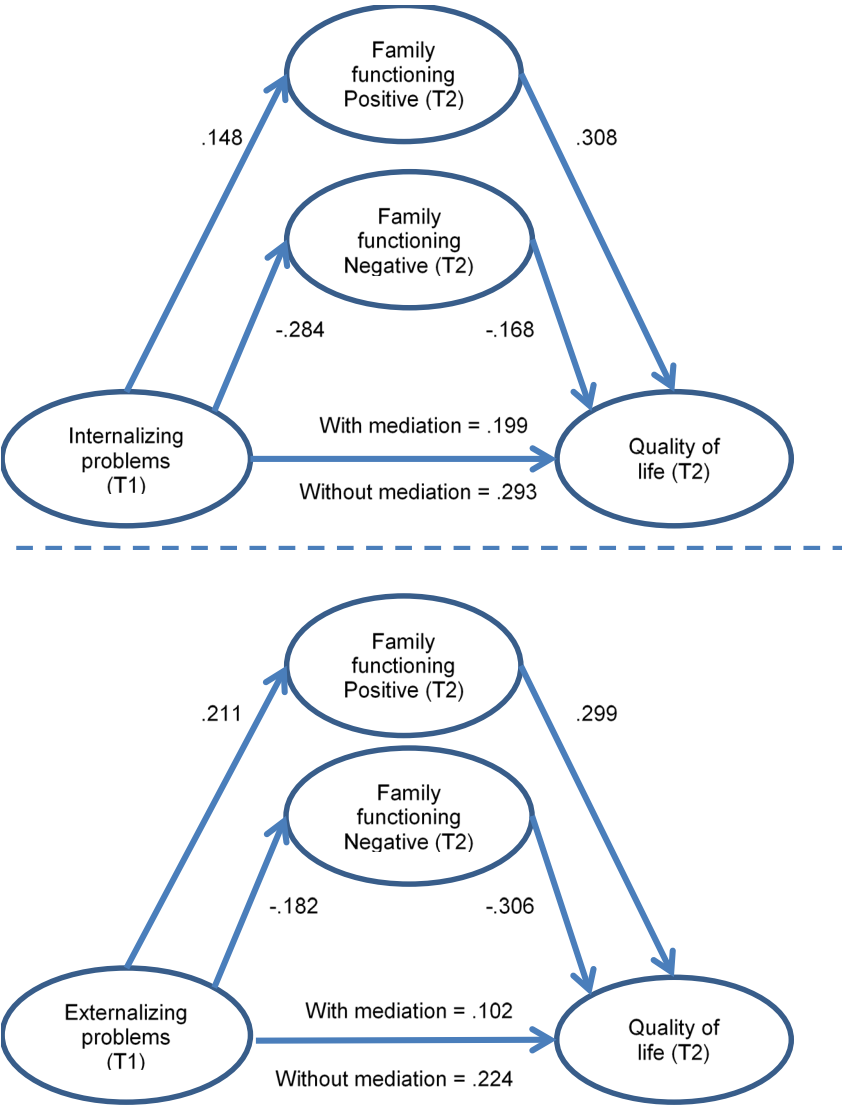 Family
functioning
Positive (T2)
.148
.308
Family
functioning
Negative (T2)
-.284
-.168
Internalizing
problems
(T1)
With mediation = .199
Without mediation = .293
Quality of
life (T2)
Family
functioning
Positive (T2)
.211
.299
Family
functioning
Negative (T2)
-.182
-.306
Externalizing
problems
(T1)
With mediation = .102
Without mediation = .224
Quality of
life (T2)